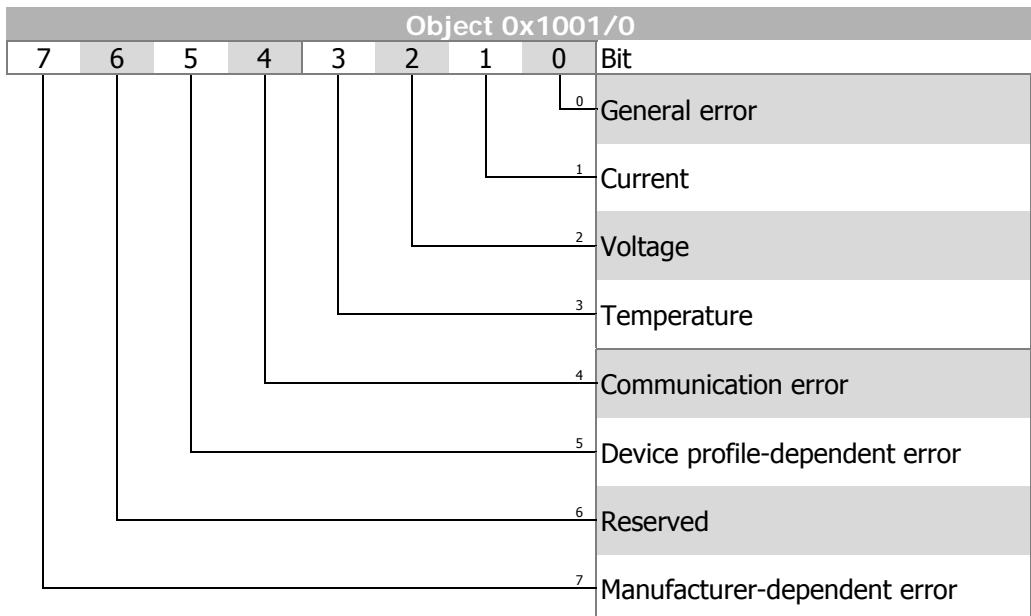 Object 0x1001/0
7 6 5 4 3 2 1 0 Bit
0 General error
1 Current
2 Voltage
3 Temperature
4 Communication error
5 Device profile-dependent error
6 Reserved
7 Manufacturer-dependent error